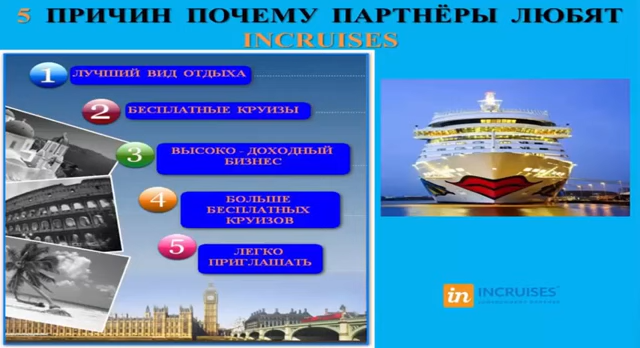 5 ПРИЧИН ПОЧЕМУ ПАРТНЁРЫ ЛЮБЯТ
INCRUISES
1 ЛУЧШИЙ ВИД ОТДЫХА
2 БЕСПЛАТНЫЕ КРУИЗЫ
3 ВЫСОКО - ДОХОДНЫЙ
БИЗНЕС
4 БОЛЬШЕ
БЕСПЛАТНЫХ
КРУИЗОВ
5 ЛЕГКО
ПРИГЛАШАТЬ
in INCRUISES